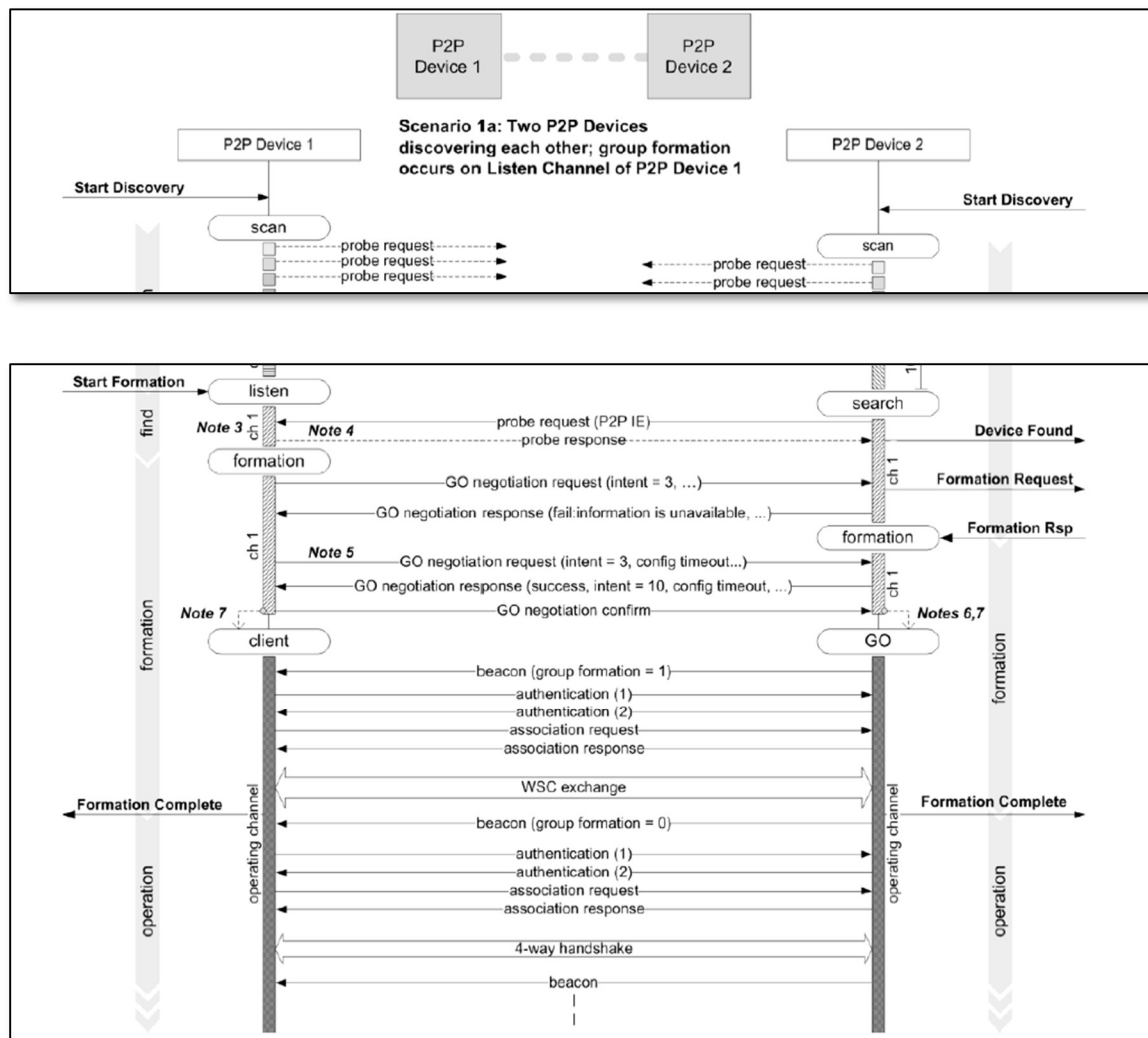 P2P
Device 1
P2P
Device 2
Scenario 1a: Two P2P Devices
discovering each other; group formation
occurs on Listen Channel of P2P Device 1
P2P Device 1
P2P Device 2
Start Discovery
Start Discovery
scan
scan
probe request
probe request
probe request
probe request
probe request
Start Formation
listen
search
find
Note 3
ch 1
Note 4
probe request (P2P IE)
probe response
Device Found
formation
ch 1
GO negotiation request (intent = 3, ...)
Formation Request
GO negotiation response (fail:information is unavailable, ...)
formation
Formation Rsp
ch 1
Note 5
GO negotiation request (intent = 3, config timeout...)
ch 1
GO negotiation response (success, intent = 10, config timeout, ...)
Note 7
GO negotiation confirm
Notes 6,7
client
GO
formation
formation
beacon (group formation = 1)
authentication (1)
authentication (2)
association request
association response
WSC exchange
Formation Complete
Formation Complete
operating channel
operating channel
beacon (group formation = 0)
authentication (1)
authentication (2)
association request
association response
operation
operation
4-way handshake
beacon